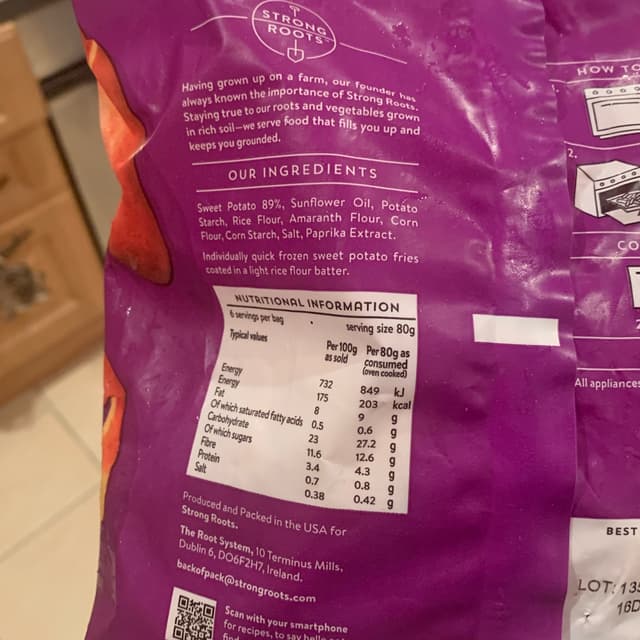 STRONG
ROOTS
Having grown up on a farm, our founder has
always known the importance of Strong Roots.
Staying true to our roots and vegetables grown
in rich soil—we serve food that fills you up and
keeps you grounded.
OUR INGREDIENTS
Sweet Potato 89%, Sunflower Oil, Potato
Starch, Rice Flour, Amaranth Flour, Corn
Flour, Corn Starch, Salt, Paprika Extract.
Individually quick frozen sweet potato fries
coated in a light rice flour batter.
NUTRITIONAL INFORMATION
6 servings per bag serving size 80g
Typical values Per 100g as sold Per 80g as consumed (oven cooked)
Energy 732 849 kJ
Energy 175 203 kcal
Fat 8 9 g
Of which saturated fatty acids 0.5 0.6 g
Carbohydrate 23 27.2 g
Of which sugars 11.6 12.6 g
Fibre 3.4 4.3 g
Protein 0.7 0.8 g
Salt 0.38 0.42 g
Produced and Packed in the USA for
Strong Roots.
The Root System, 10 Terminus Mills,
Dublin 6, DO6F2H7, Ireland.
backofpack@strongroots.com
Scan with your smartphone
for recipes, to say hello
find
HOW TO
2.
CO
All appliances
BEST
LOT: 135
16D